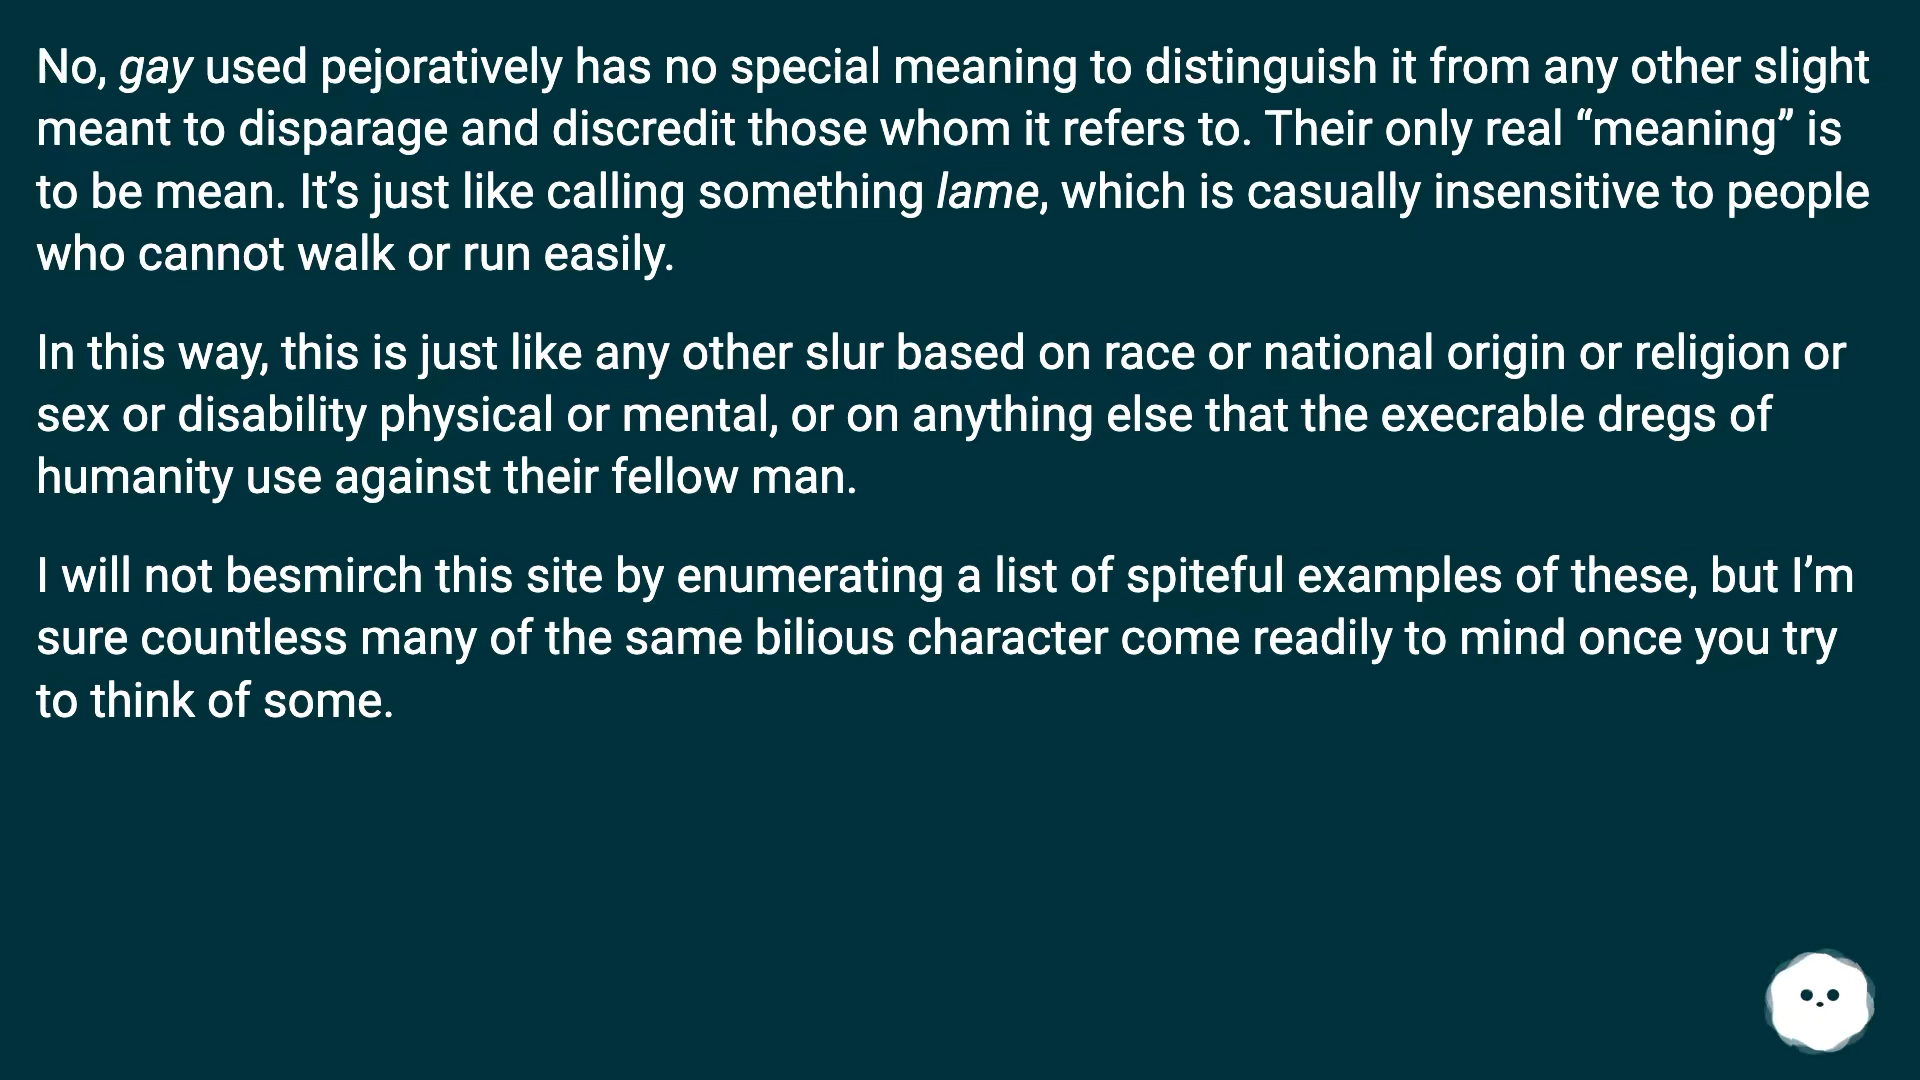 No, gay used pejoratively has no special meaning to distinguish it from any other slight
meant to disparage and discredit those whom it refers to. Their only real “meaning” is
to be mean. It’s just like calling something lame, which is casually insensitive to people
who cannot walk or run easily.
In this way, this is just like any other slur based on race or national origin or religion or
sex or disability physical or mental, or on anything else that the execrable dregs of
humanity use against their fellow man.
I will not besmirch this site by enumerating a list of spiteful examples of these, but I’m
sure countless many of the same bilious character come readily to mind once you try
to think of some.